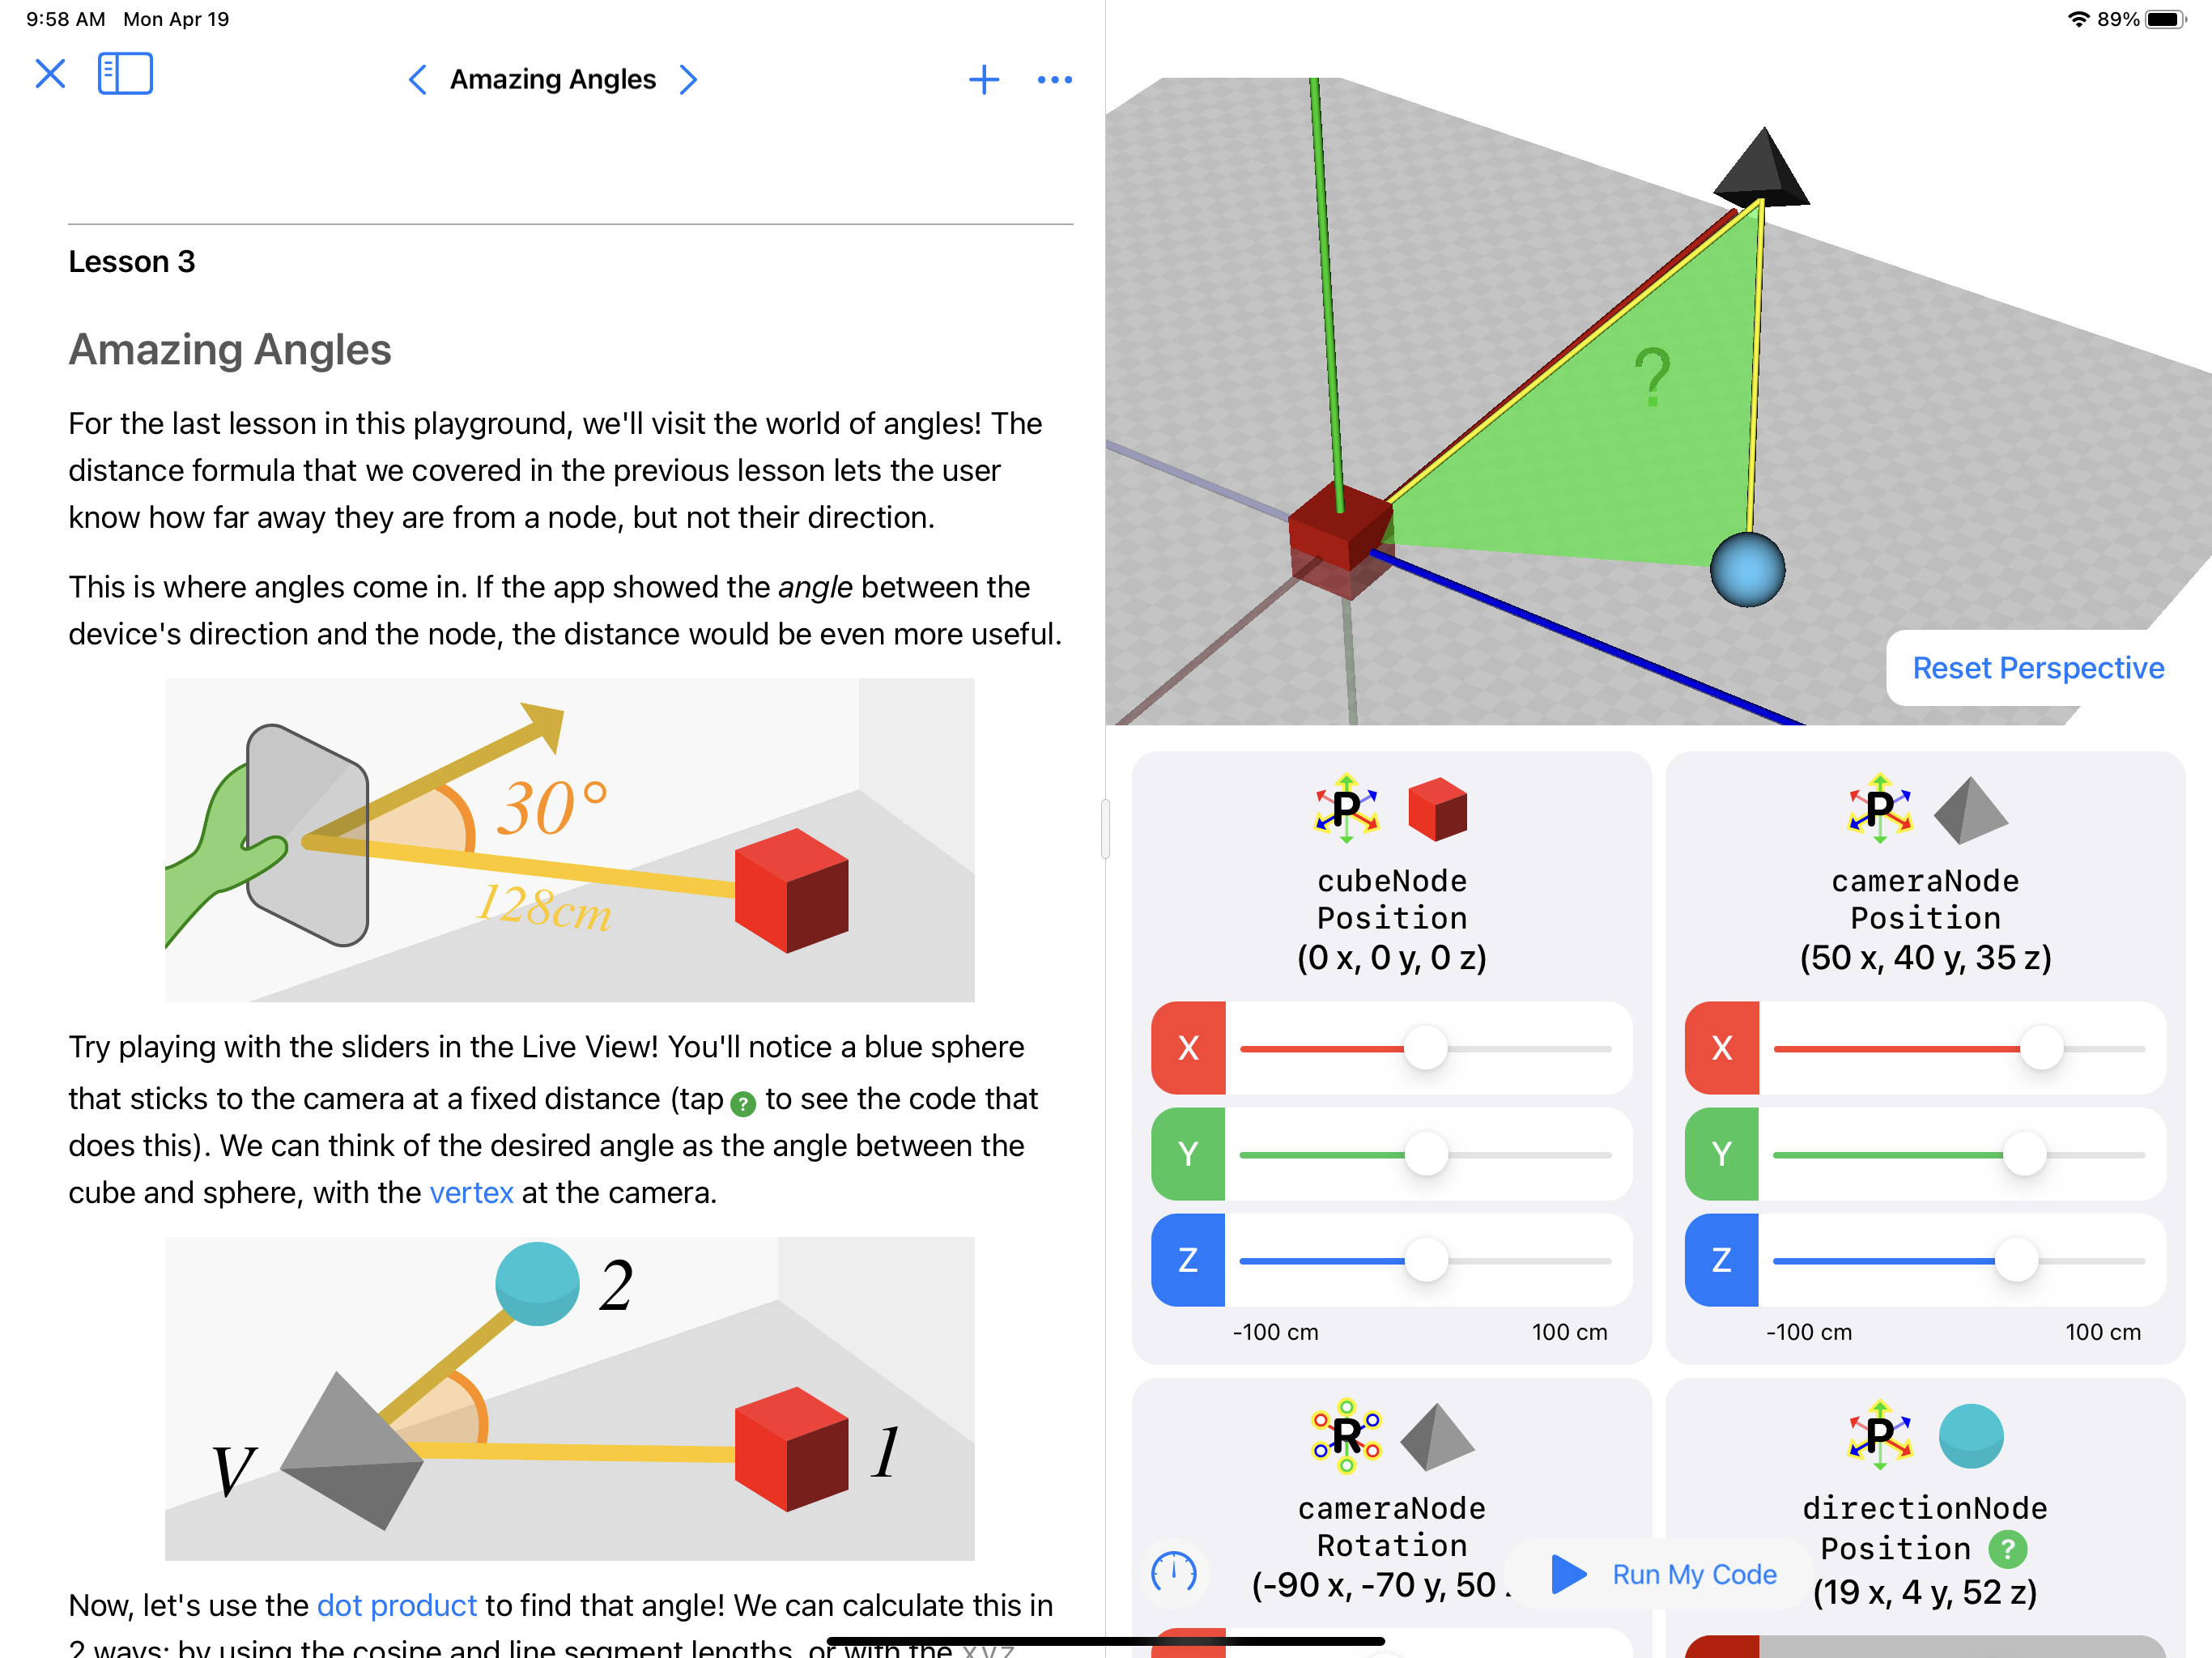 9:58 AM Mon Apr 19
89%
Amazing Angles
Lesson 3
Amazing Angles
For the last lesson in this playground, we'll visit the world of angles! The
distance formula that we covered in the previous lesson lets the user
know how far away they are from a node, but not their direction.
This is where angles come in. If the app showed the angle between the
device's direction and the node, the distance would be even more useful.
30°
128cm
Try playing with the sliders in the Live View! You'll notice a blue sphere
that sticks to the camera at a fixed distance (tap ? to see the code that
does this). We can think of the desired angle as the angle between the
cube and sphere, with the vertex at the camera.
2
V
1
Now, let's use the dot product to find that angle! We can calculate this in
2 ways: by using the cosine and line segment lengths, or with the xyz
?
Reset Perspective
P
cubeNode
Position
(0 x, 0 y, 0 z)
X
Y
Z
-100 cm 100 cm
P
cameraNode
Position
(50 x, 40 y, 35 z)
X
Y
Z
-100 cm 100 cm
R
cameraNode
Rotation
(-90 x, -70 y, 50
P
directionNode
Position ?
(19 x, 4 y, 52 z)
Run My Code